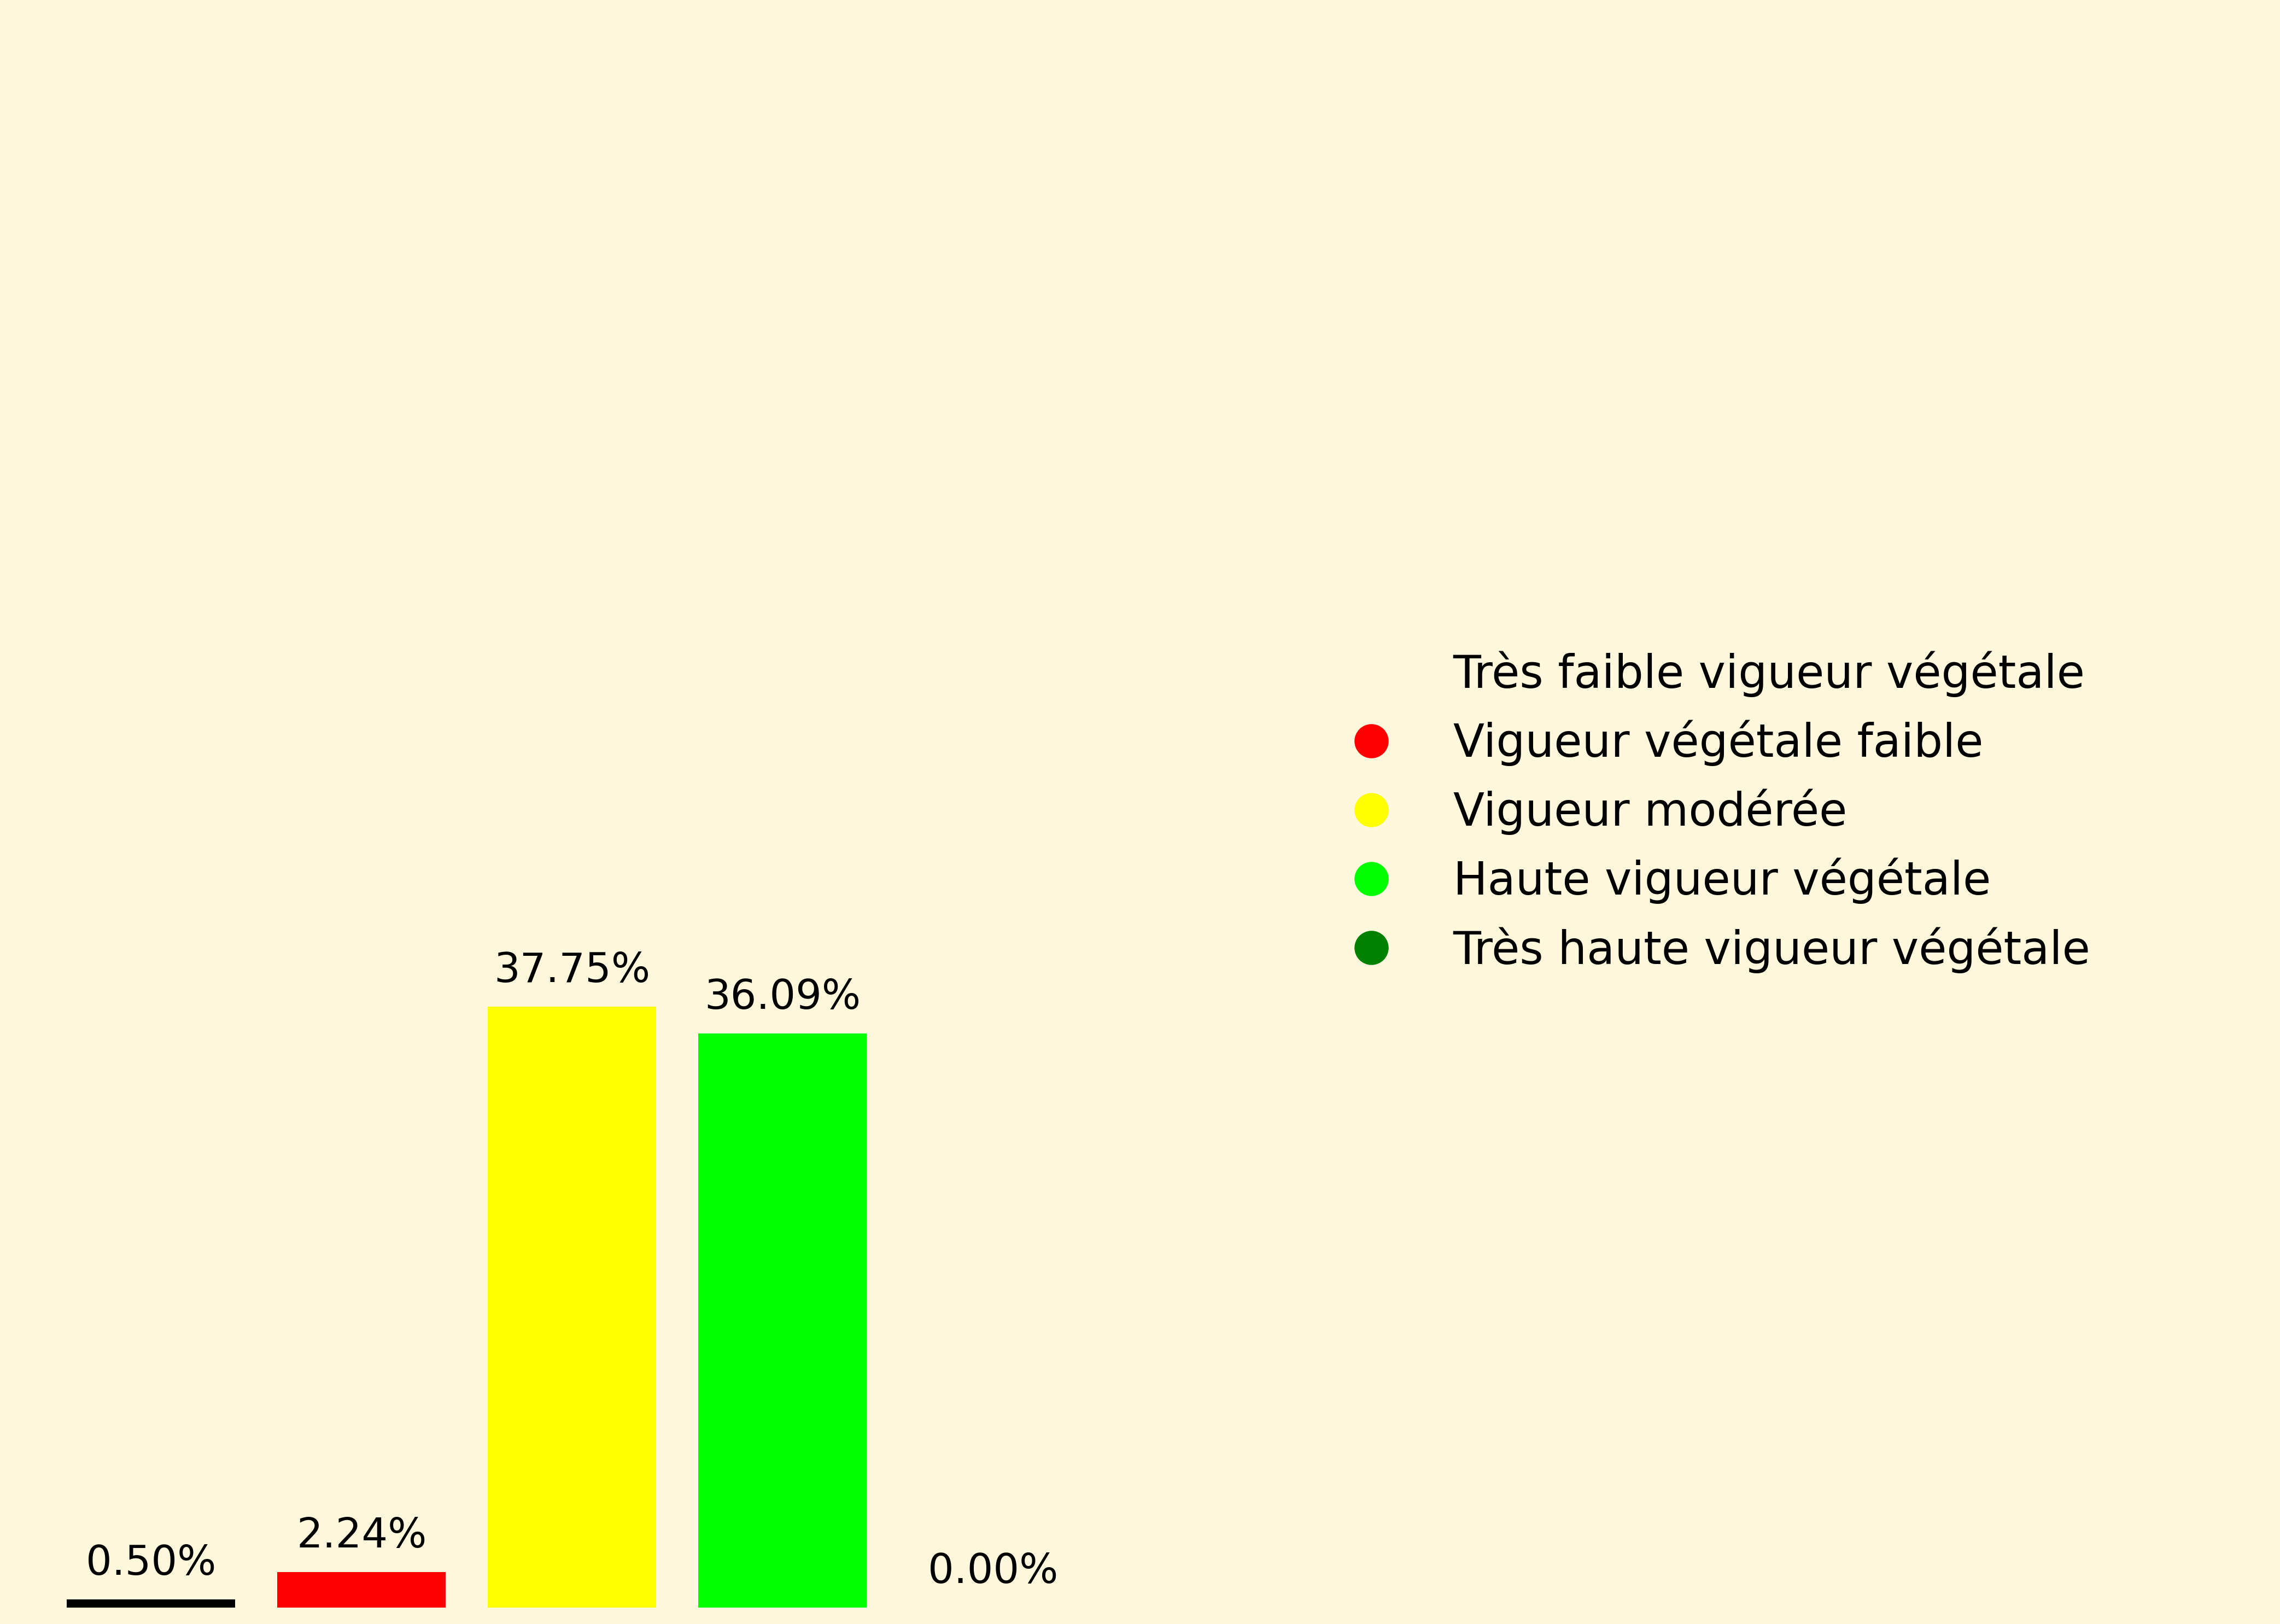 Très faible vigueur végétale
Vigueur végétale faible
Vigueur modérée
Haute vigueur végétale
Très haute vigueur végétale
37.75%
36.09%
2.24%
0.50%
0.00%